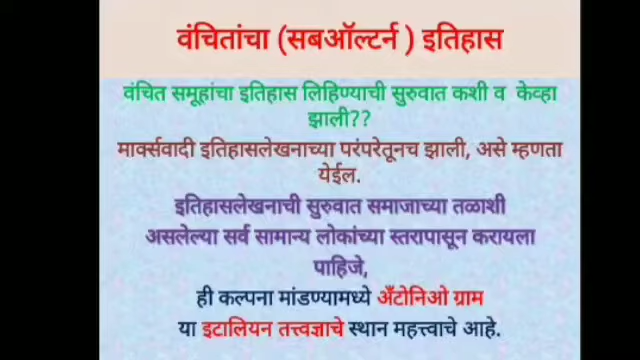 वंचितांचा (सबऑल्टर्न ) इतिहास
वंचित समूहांचा इतिहास लिहिण्याची सुरुवात कशी व केव्हा
झाली??
मार्क्सवादी इतिहासलेखनाच्या परंपरेतूनच झाली, असे म्हणता
येईल.
इतिहासलेखनाची सुरुवात समाजाच्या तळाशी
असलेल्या सर्व सामान्य लोकांच्या स्तरापासून करायला
पाहिजे,
ही कल्पना मांडण्यामध्ये अँटोनिओ ग्राम
या इटालियन तत्त्वज्ञाचे स्थान महत्त्वाचे आहे.